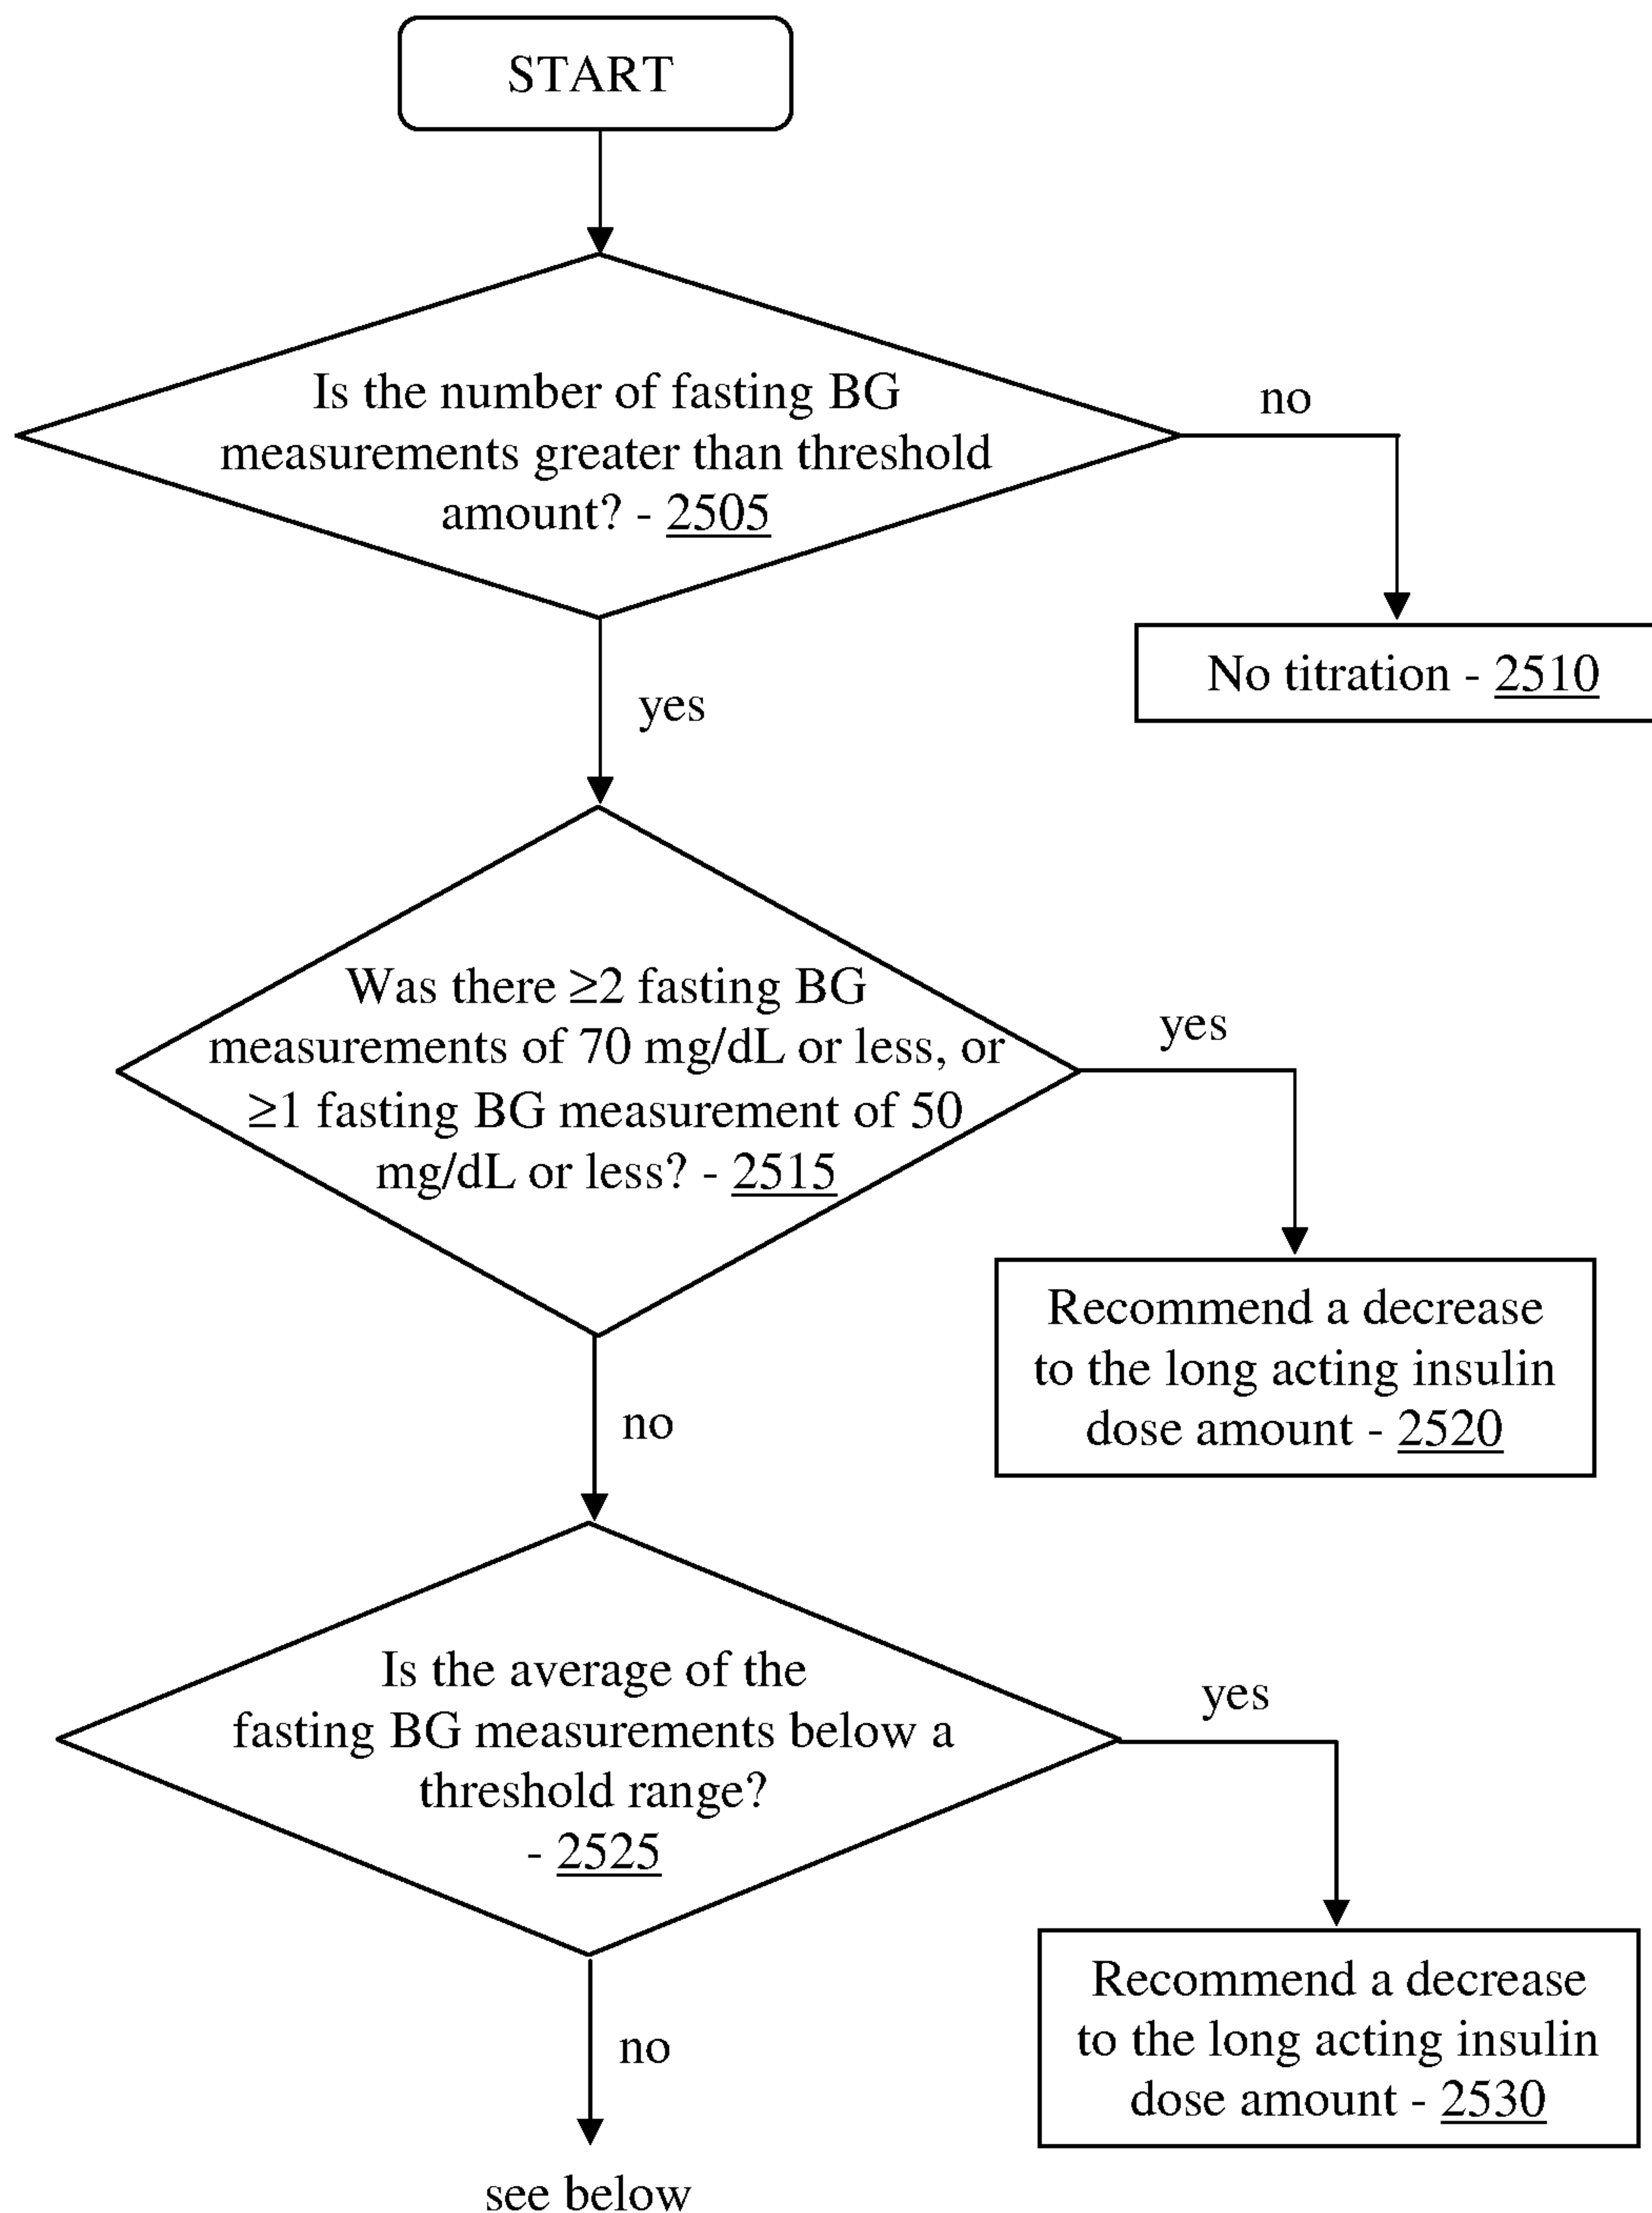 START
Is the number of fasting BG
measurements greater than threshold
amount? - 2505
no
No titration - 2510
yes
Was there ≥2 fasting BG
measurements of 70 mg/dL or less, or
≥1 fasting BG measurement of 50
mg/dL or less? - 2515
yes
Recommend a decrease
to the long acting insulin
dose amount - 2520
no
Is the average of the
fasting BG measurements below a
threshold range?
- 2525
yes
Recommend a decrease
to the long acting insulin
dose amount - 2530
no
see below